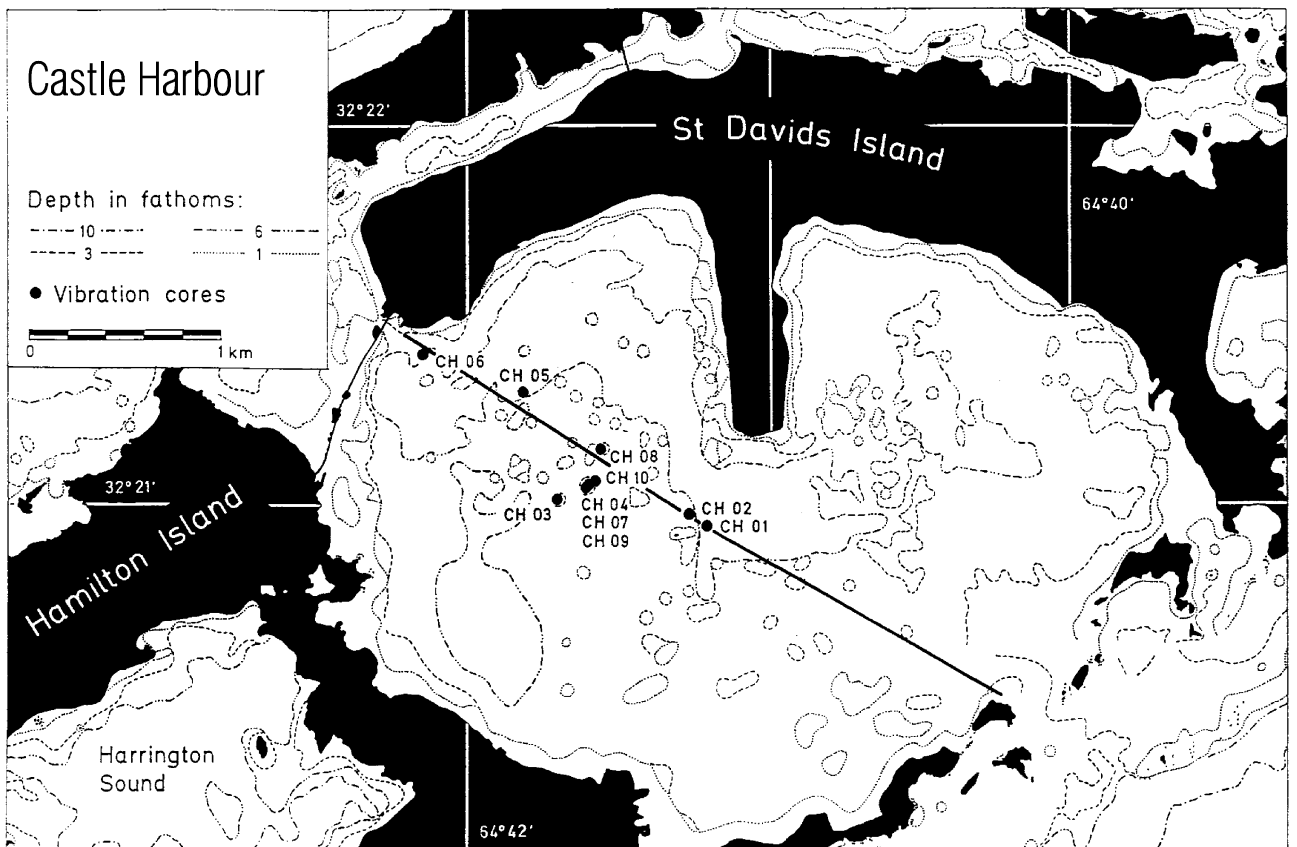 Castle Harbour
Depth in fathoms:
10
6
3
1
Vibration cores
0
1 km
32°22'
St Davids Island
64°40'
CH 06
CH 05
CH 08
CH 10
CH 03
CH 04
CH 07
CH 09
CH 02
CH 01
32°21'
Hamilton Island
Harrington
Sound
64°42'